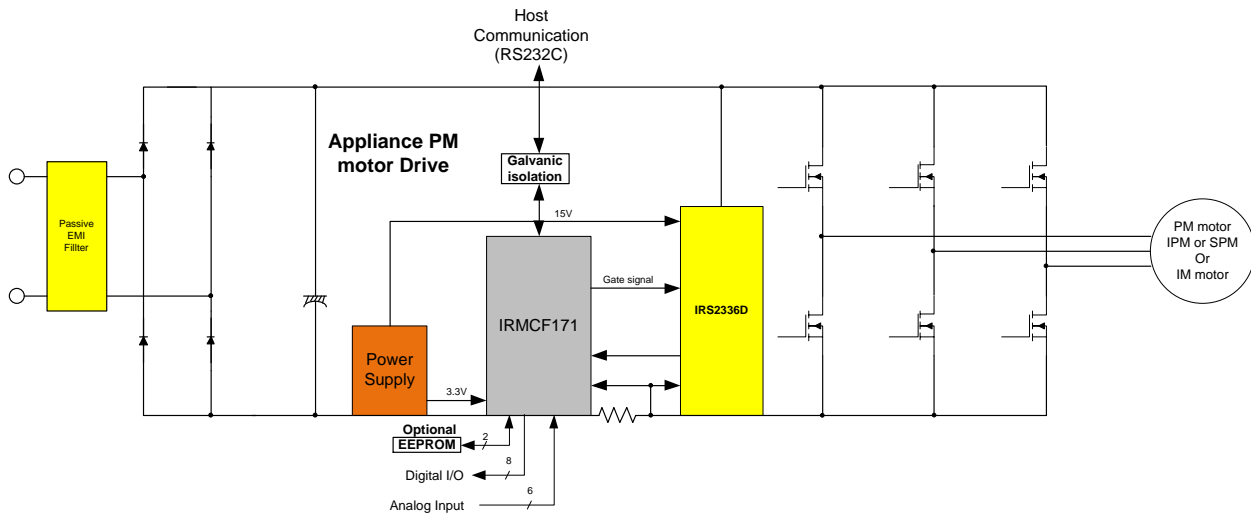 Host
Communication
(RS232C)
Appliance PM
motor Drive
Galvanic
isolation
15V
Passive
EMI
Fillter
Gate signal
IRMCF171
IRS2336D
PM motor
IPM or SPM
Or
IM motor
Power
Supply
3.3V
Optional
EEPROM
2
Digital I/O
8
Analog Input
6